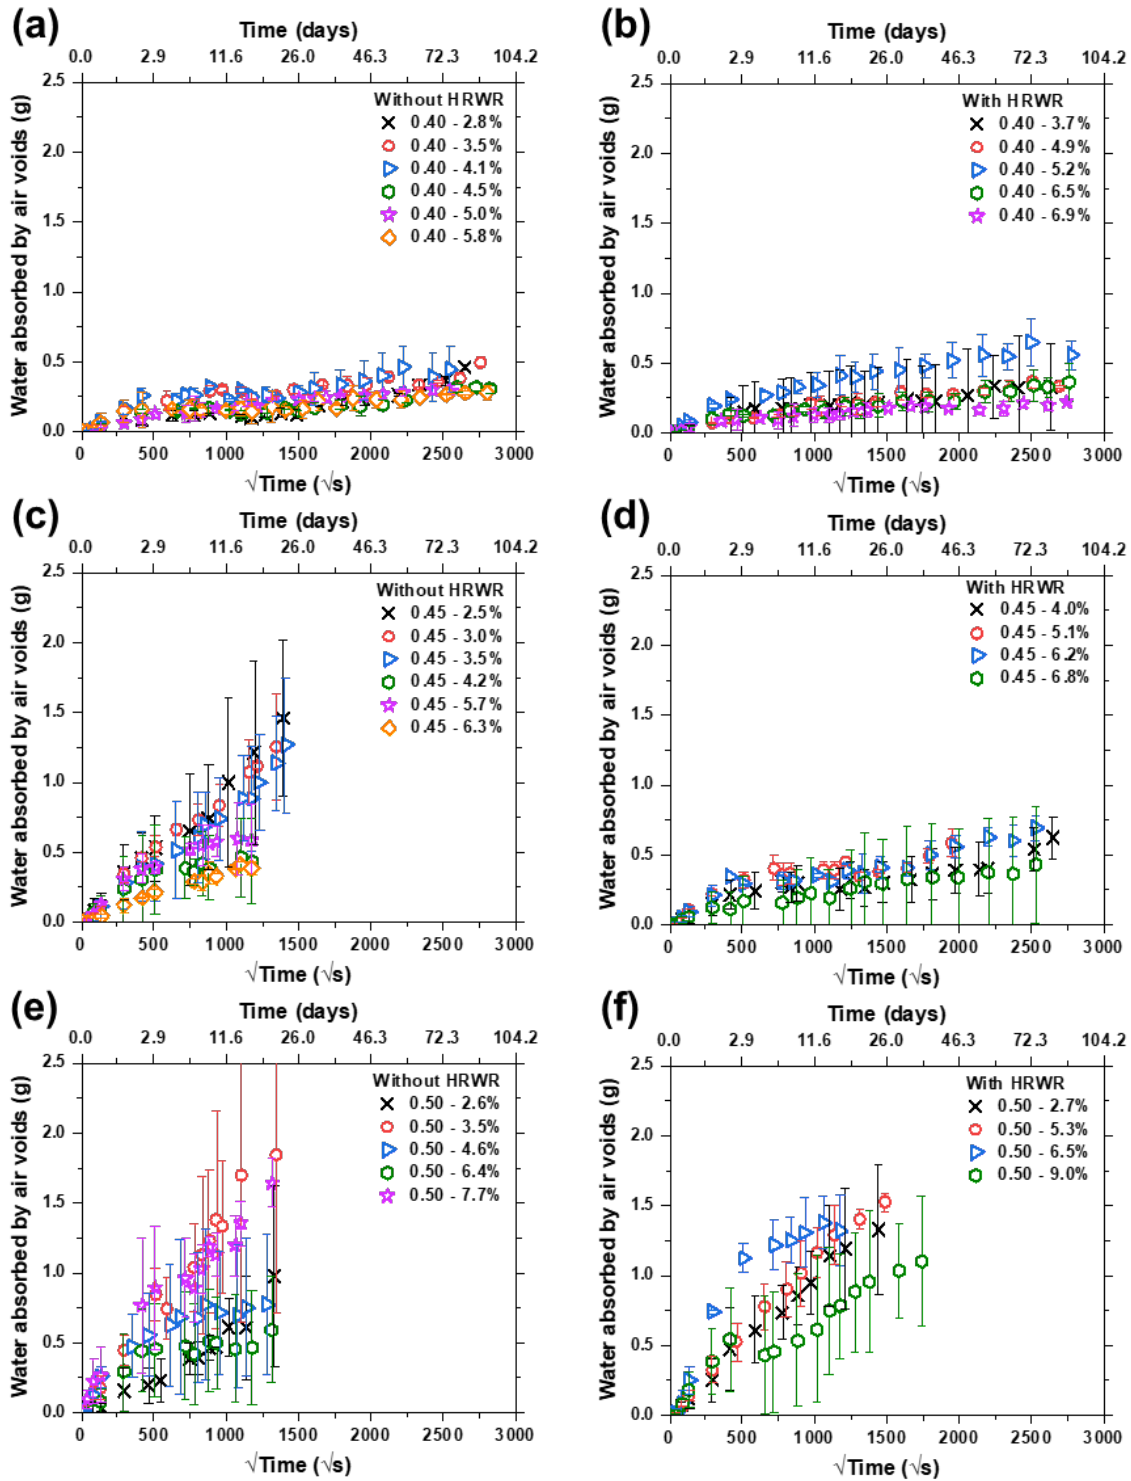 (a)
Time (days)
0.0 2.9 11.6 26.0 46.3 72.3 104.2
Water absorbed by air voids (g)
2.5
2.0
1.5
1.0
0.5
0.0
Without HRWR
0.40 - 2.8%
0.40 - 3.5%
0.40 - 4.1%
0.40 - 4.5%
0.40 - 5.0%
0.40 - 5.8%
0 500 1000 1500 2000 2500 3000
√Time (√s)
(b)
Time (days)
0.0 2.9 11.6 26.0 46.3 72.3 104.2
Water absorbed by air voids (g)
2.5
2.0
1.5
1.0
0.5
0.0
With HRWR
0.40 - 3.7%
0.40 - 4.9%
0.40 - 5.2%
0.40 - 6.5%
0.40 - 6.9%
0 500 1000 1500 2000 2500 3000
√Time (√s)
(c)
Time (days)
0.0 2.9 11.6 26.0 46.3 72.3 104.2
Water absorbed by air voids (g)
2.5
2.0
1.5
1.0
0.5
0.0
Without HRWR
0.45 - 2.5%
0.45 - 3.0%
0.45 - 3.5%
0.45 - 4.2%
0.45 - 5.7%
0.45 - 6.3%
0 500 1000 1500 2000 2500 3000
√Time (√s)
(d)
Time (days)
0.0 2.9 11.6 26.0 46.3 72.3 104.2
Water absorbed by air voids (g)
2.5
2.0
1.5
1.0
0.5
0.0
With HRWR
0.45 - 4.0%
0.45 - 5.1%
0.45 - 6.2%
0.45 - 6.8%
0 500 1000 1500 2000 2500 3000
√Time (√s)
(e)
Time (days)
0.0 2.9 11.6 26.0 46.3 72.3 104.2
Water absorbed by air voids (g)
2.5
2.0
1.5
1.0
0.5
0.0
Without HRWR
0.50 - 2.6%
0.50 - 3.5%
0.50 - 4.6%
0.50 - 6.4%
0.50 - 7.7%
0 500 1000 1500 2000 2500 3000
√Time (√s)
(f)
Time (days)
0.0 2.9 11.6 26.0 46.3 72.3 104.2
Water absorbed by air voids (g)
2.5
2.0
1.5
1.0
0.5
0.0
With HRWR
0.50 - 2.7%
0.50 - 5.3%
0.50 - 6.5%
0.50 - 9.0%
0 500 1000 1500 2000 2500 3000
√Time (√s)